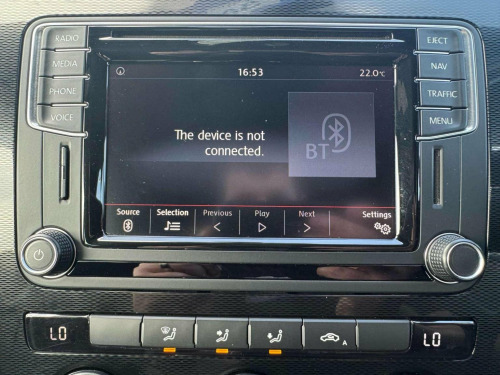 RADIO
MEDIA
PHONE
VOICE
EJECT
NAV
TRAFFIC
MENU
16:53
22.0°C
The device is not
connected.
BT
Source
Selection
Previous
Play
Next
Settings
LO
A
LO